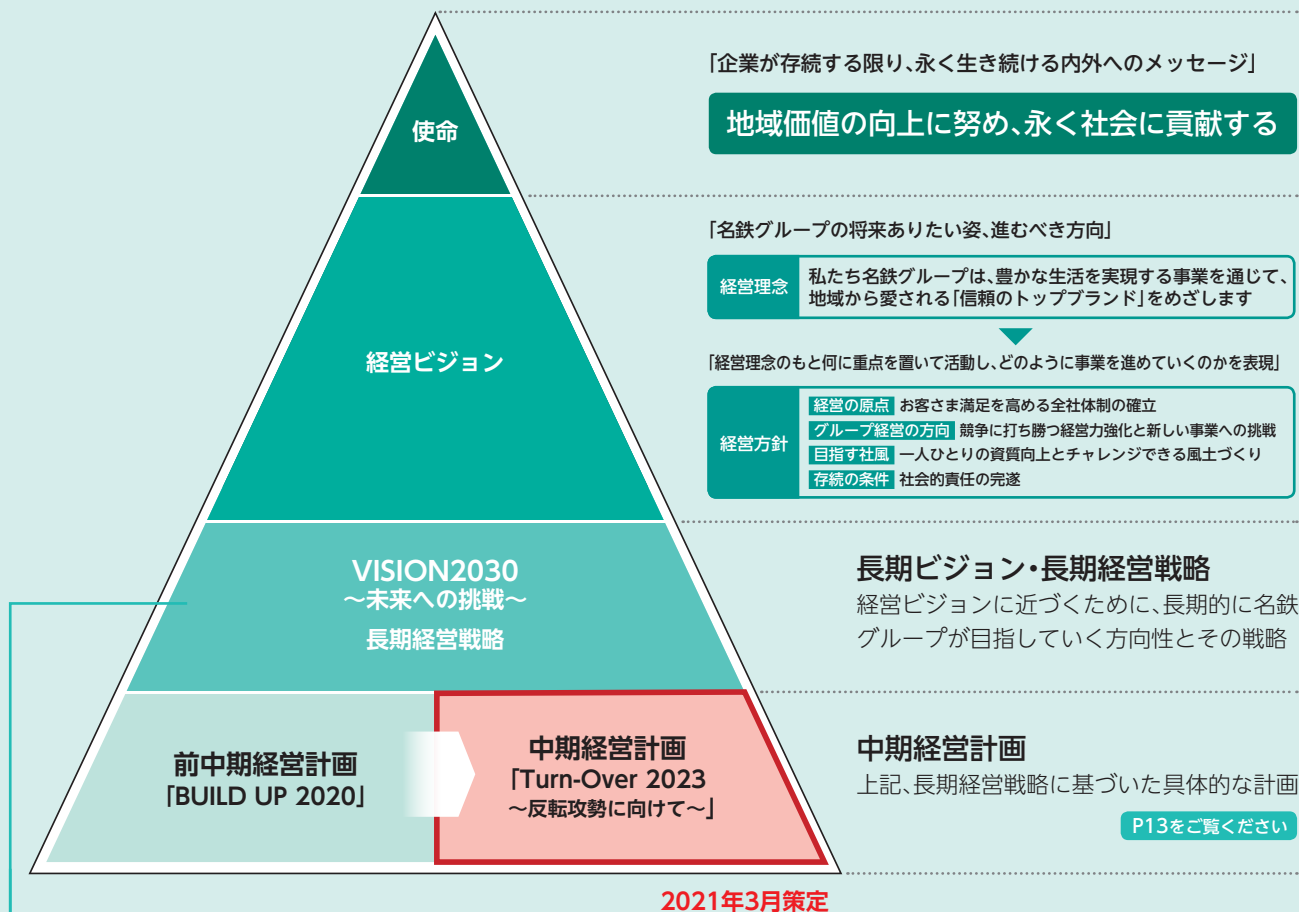 「企業が存続する限り、永く生き続ける内外へのメッセージ」
使命
地域価値の向上に努め、永く社会に貢献する
「名鉄グループの将来ありたい姿、進むべき方向」
経営理念
私たち名鉄グループは、豊かな生活を実現する事業を通じて、
地域から愛される「信頼のトップブランド」をめざします
経営ビジョン
「経営理念のもと何に重点を置いて活動し、どのように事業を進めていくのかを表現」
経営方針
経営の原点 お客さま満足を高める全社体制の確立
グループ経営の方向 競争に打ち勝つ経営力強化と新しい事業への挑戦
目指す社風 一人ひとりの資質向上とチャレンジできる風土づくり
存続の条件 社会的責任の完遂
VISION2030
～未来への挑戦～
長期経営戦略
長期ビジョン・長期経営戦略
経営ビジョンに近づくために、長期的に名鉄
グループが目指していく方向性とその戦略
前中期経営計画
「BUILD UP 2020」
中期経営計画
「Turn-Over 2023
～反転攻勢に向けて～」
中期経営計画
上記、長期経営戦略に基づいた具体的な計画
P13をご覧ください
2021年3月策定